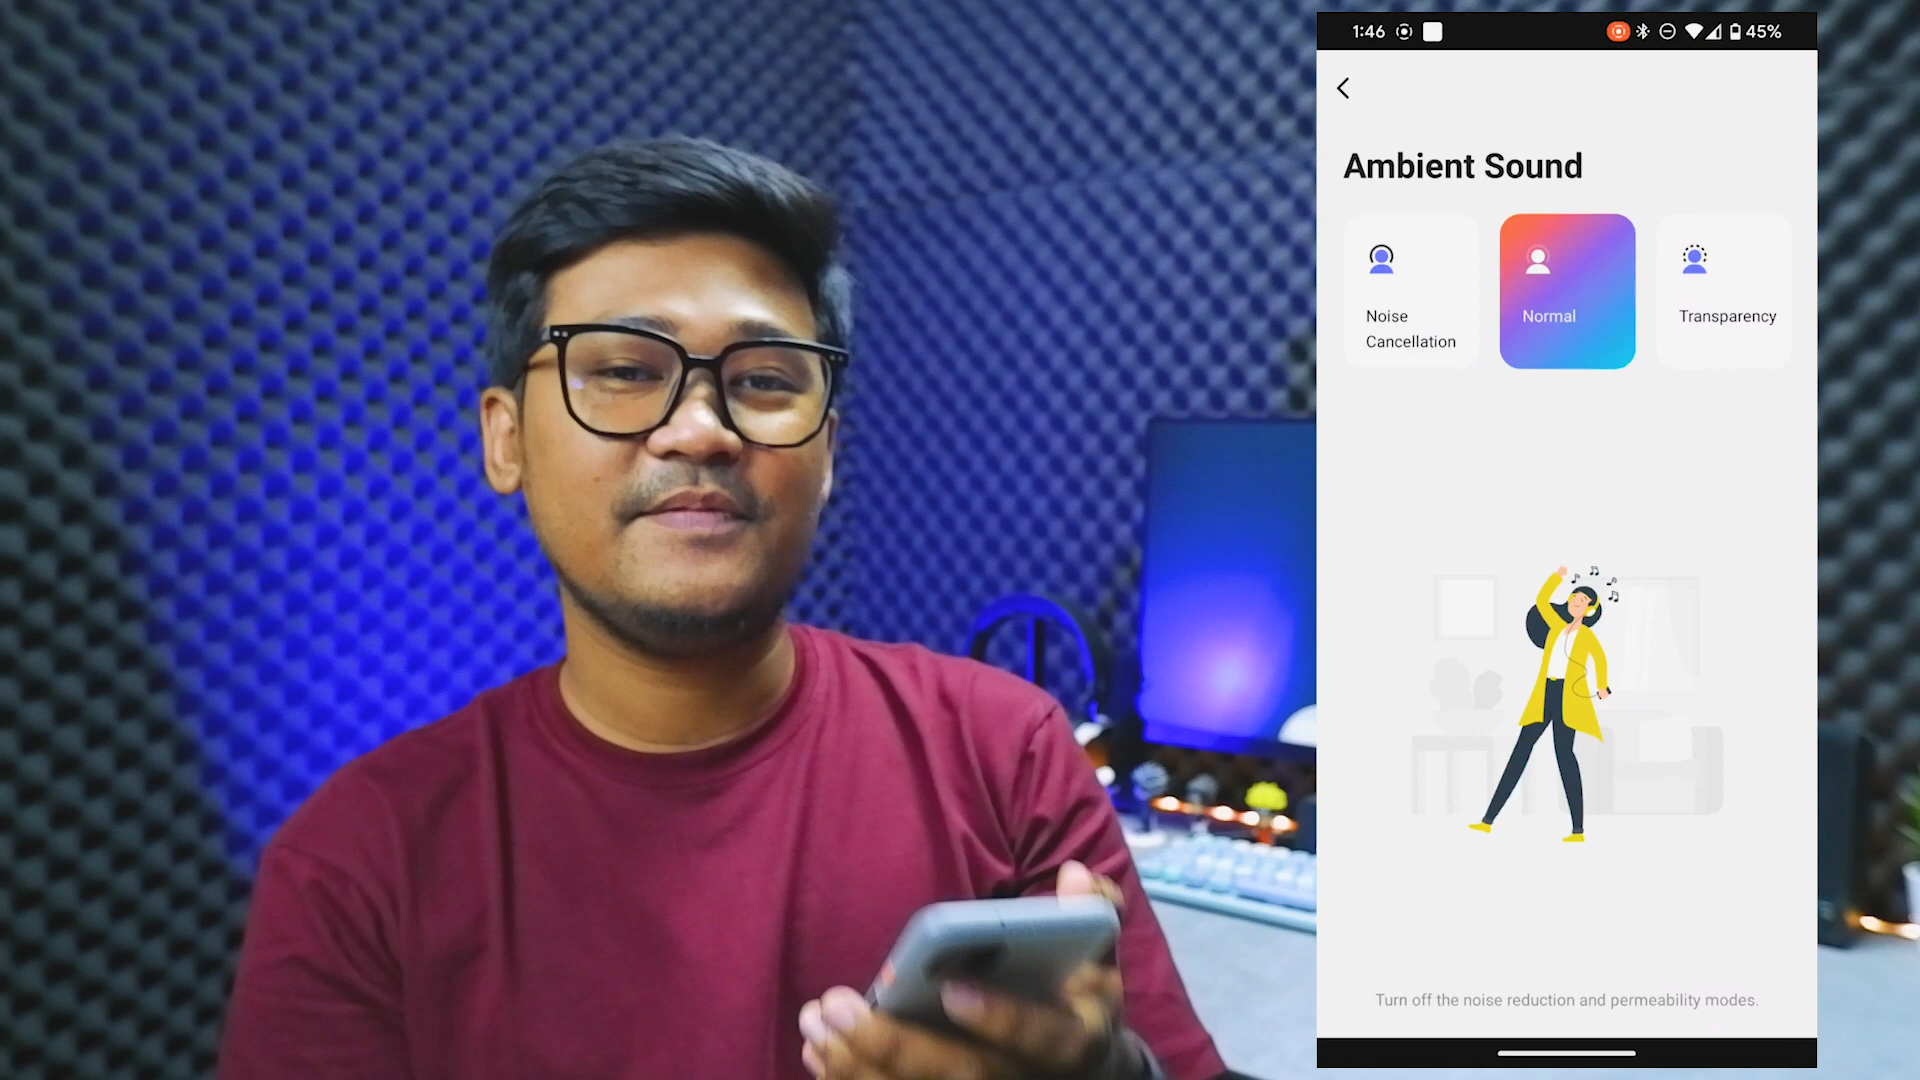 1:46
45%
Ambient Sound
Noise
Cancellation
Normal
Transparency
Turn off the noise reduction and permeability modes.